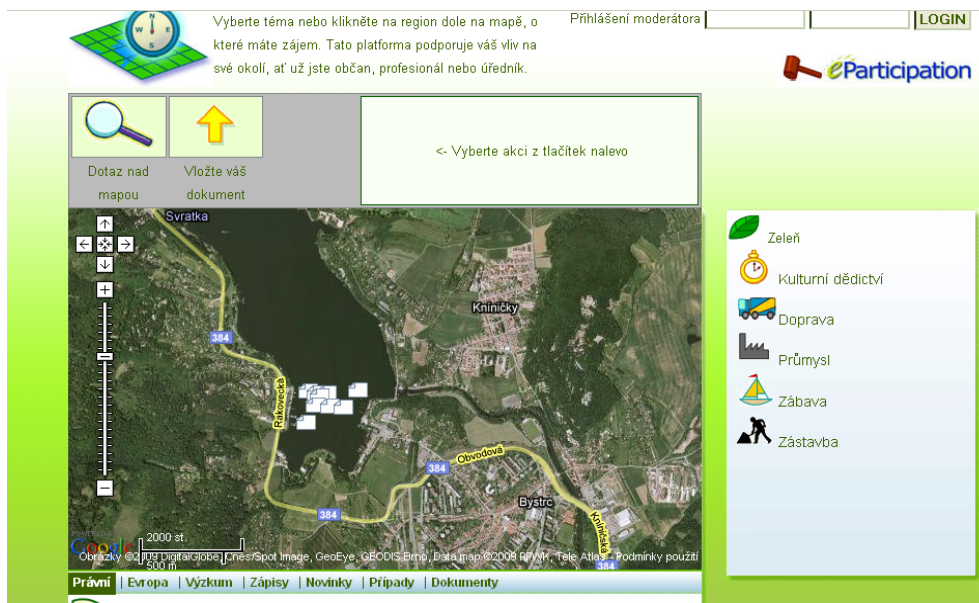 Vyberte téma nebo klikněte na region dole na mapě, o
které máte zájem. Tato platforma podporuje váš vliv na
své okolí, ať už jste občan, profesionál nebo úředník.
Přihlášení moderátora
LOGIN
eParticipation
Dotaz nad
mapou
Vložte váš
dokument
<- Vyberte akci z tlačítek nalevo
Svratka
Kníničky
384
Rakovecká
Obvodová
384
384
Bystrc
Kníničská
384
Zeleň
Kulturní dědictví
Doprava
Průmysl
Zábava
Zástavba
2000 st.
500 m
Google
Obrázky ©2009 DigitalGlobe, Cnes/Spot Image, GeoEye, GEODIS Brno, Data map ©2009 PPWK, Tele Atlas - Podmínky použití
Právní | Evropa | Výzkum | Zápisy | Novinky | Případy | Dokumenty